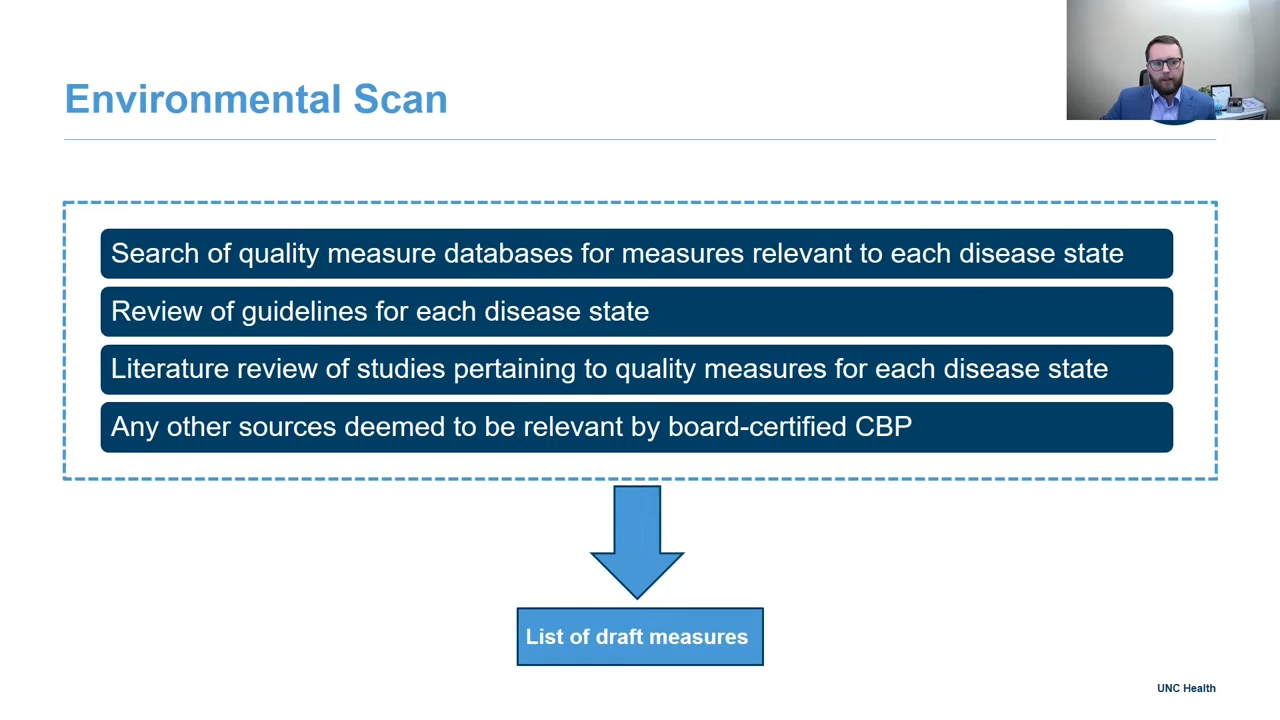 Environmental Scan
Search of quality measure databases for measures relevant to each disease state
Review of guidelines for each disease state
Literature review of studies pertaining to quality measures for each disease state
Any other sources deemed to be relevant by board-certified CBP
List of draft measures
UNC Health